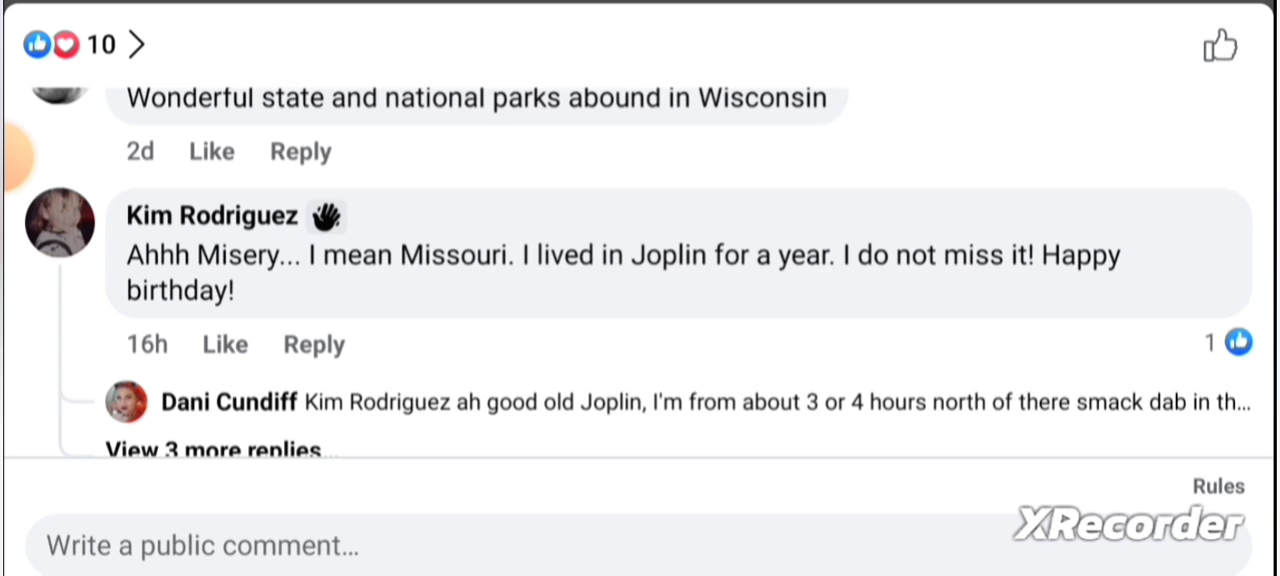 10
Wonderful state and national parks abound in Wisconsin
2d Like Reply
Kim Rodriguez
Ahhh Misery... I mean Missouri. I lived in Joplin for a year. I do not miss it! Happy
birthday!
16h Like Reply 1
Dani Cundiff Kim Rodriguez ah good old Joplin, I'm from about 3 or 4 hours north of there smack dab in th...
View 3 more replies
Rules
XRecorder
Write a public comment...